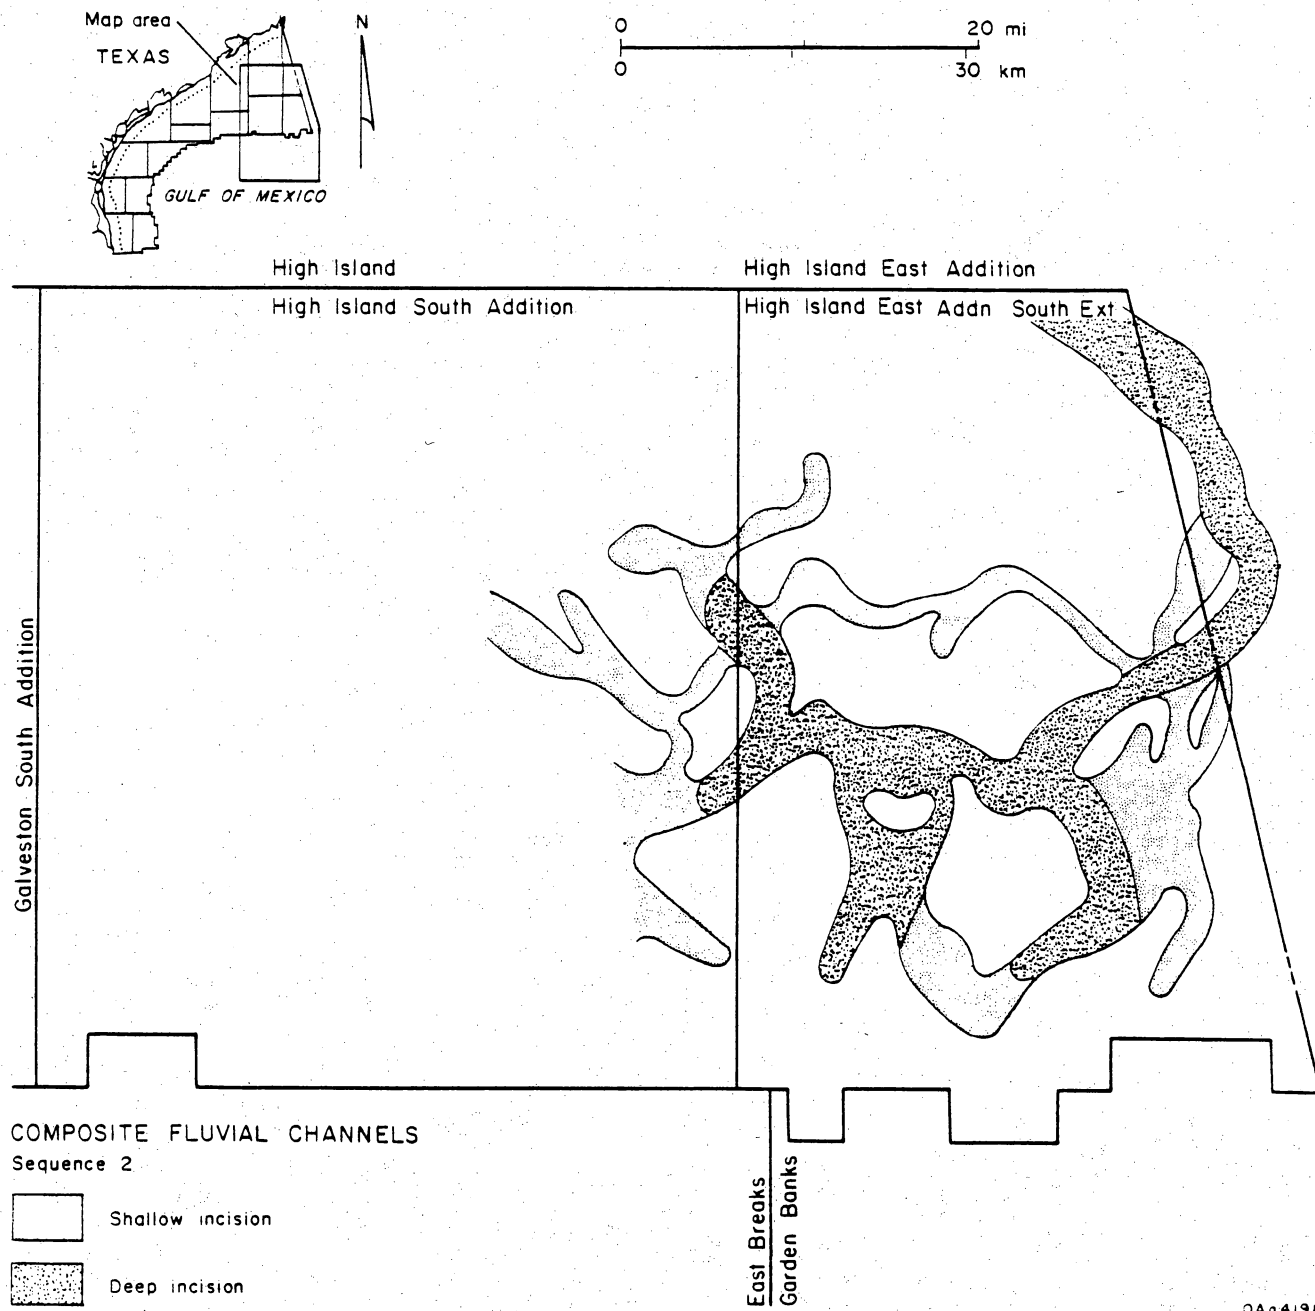 Map area
TEXAS
N
0 20 mi
0 30 km
GULF OF MEXICO
High Island
High Island East Addition
High Island South Addition
High Island East Addn South Ext
Galveston South Addition
COMPOSITE FLUVIAL CHANNELS
Sequence 2
Shallow incision
Deep incision
East Breaks
Garden Banks